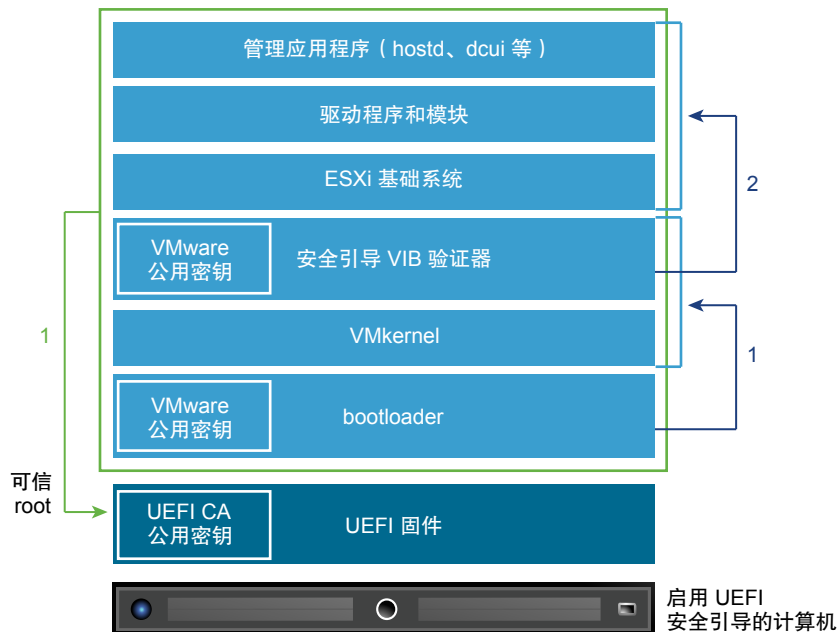 管理应用程序（hostd、dcui 等）
驱动程序和模块
ESXi 基础系统
2
VMware
公用密钥
安全引导 VIB 验证器
1
VMkernel
1
VMware
公用密钥
bootloader
可信
root
UEFI CA
公用密钥
UEFI 固件
启用 UEFI
安全引导的计算机